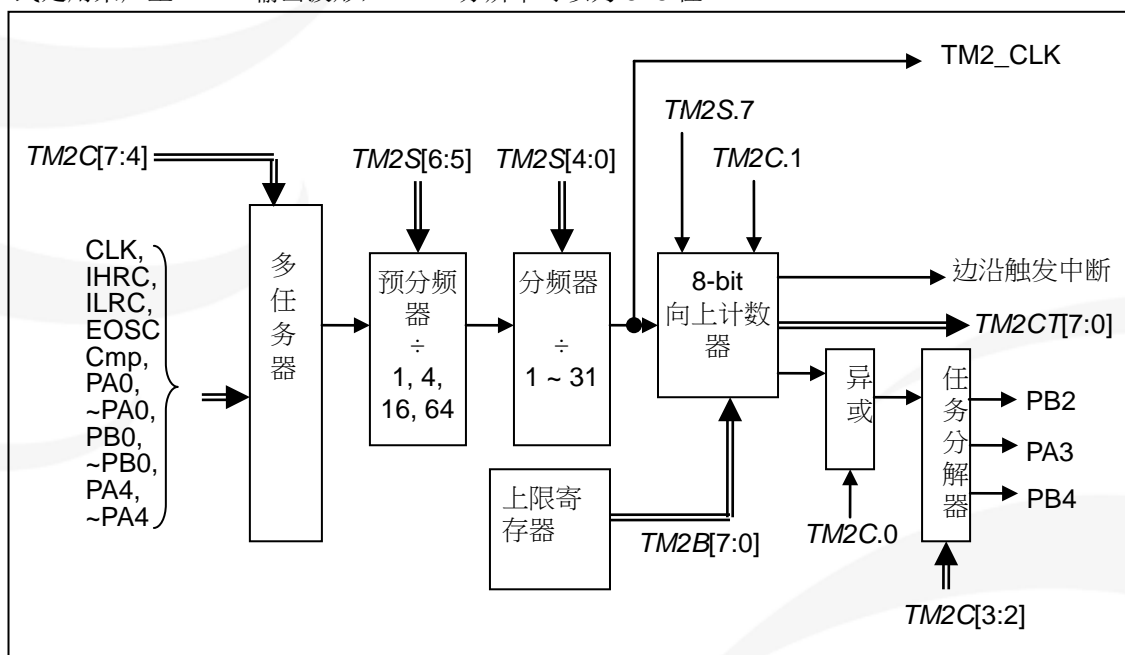 TM2_CLK
TM2S.7
TM2C[7:4]
TM2S[6:5]
TM2S[4:0]
TM2C.1
CLK,
IHRC,
ILRC,
EOSC
Cmp,
PA0,
~PA0,
PB0,
~PB0,
PA4,
~PA4
多
任
务
器
预分频
器
÷
1, 4,
16, 64
分频器
÷
1 ~ 31
8-bit
向上计数
器
边沿触发中断
TM2CT[7:0]
异
或
任
务
分
解
器
PB2
PA3
PB4
上限寄
存器
TM2B[7:0]
TM2C.0
TM2C[3:2]